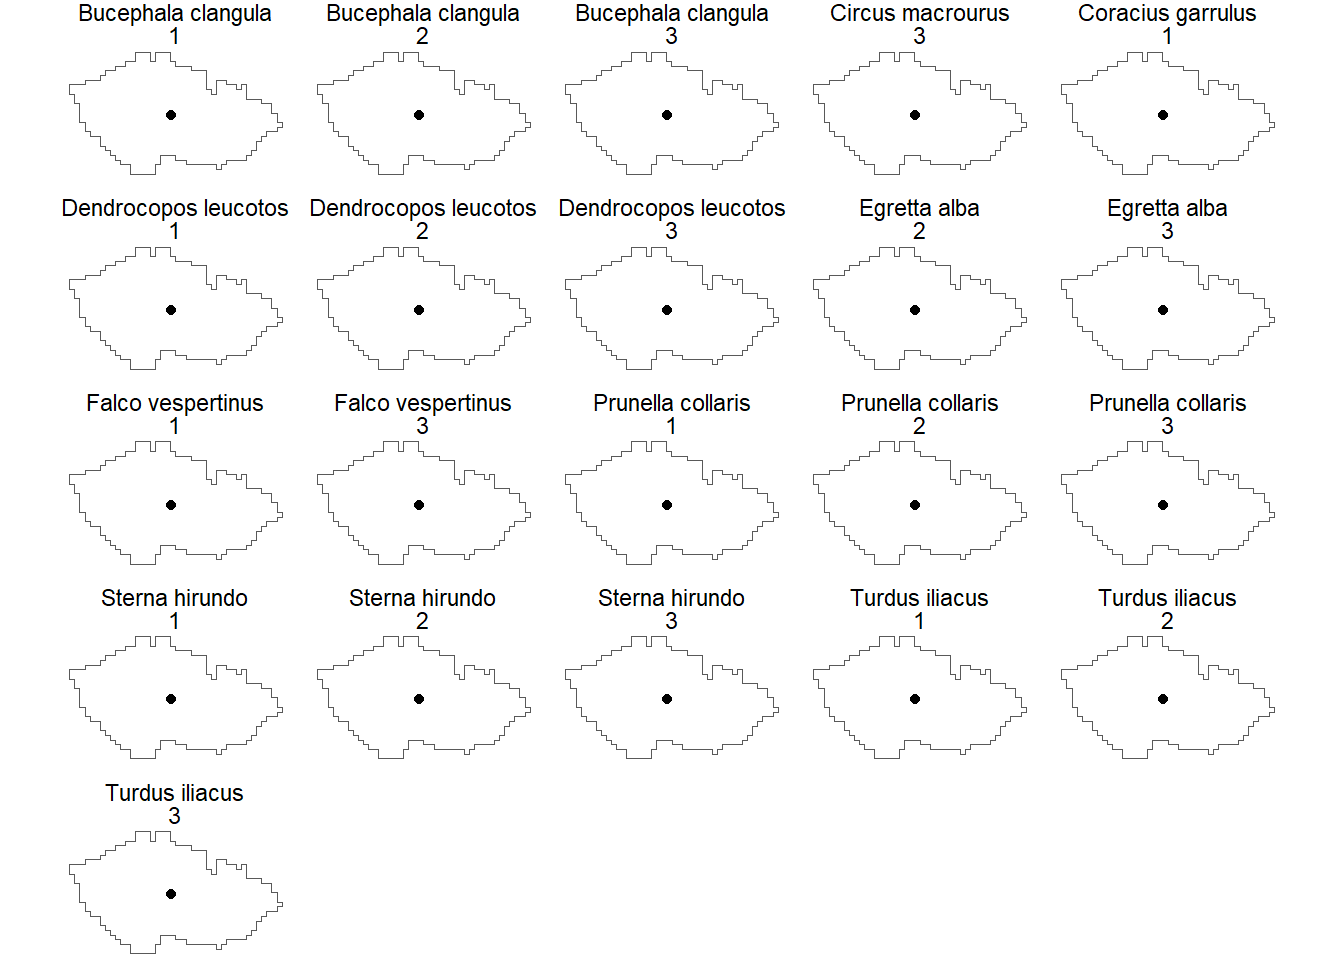 Bucephala clangula
1
Bucephala clangula
2
Bucephala clangula
3
Circus macrourus
3
Coracius garrulus
1
Dendrocopos leucotos
1
Dendrocopos leucotos
2
Dendrocopos leucotos
3
Egretta alba
2
Egretta alba
3
Falco vespertinus
1
Falco vespertinus
3
Prunella collaris
1
Prunella collaris
2
Prunella collaris
3
Sterna hirundo
1
Sterna hirundo
2
Sterna hirundo
3
Turdus iliacus
1
Turdus iliacus
2
Turdus iliacus
3